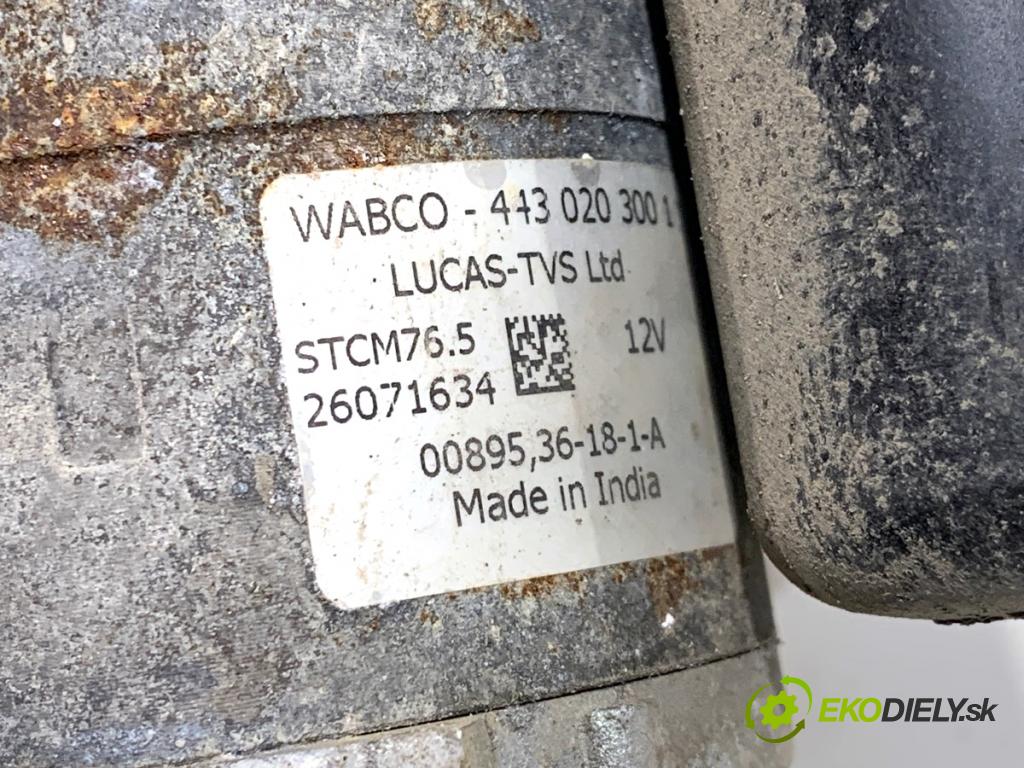 WABCO - 443 020 300 1
LUCAS-TVS Ltd
STCM76.5 12V
26071634
00895,36-18-1-A
Made in India
EKODIELY.sk